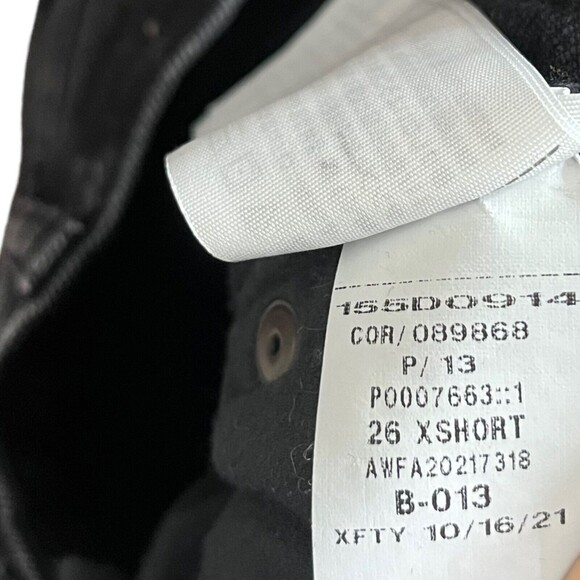 155D0914
COR/089868
P/ 13
P0007663::1
26 XSHORT
AWFA20217318
B-013
XFTY 10/16/21